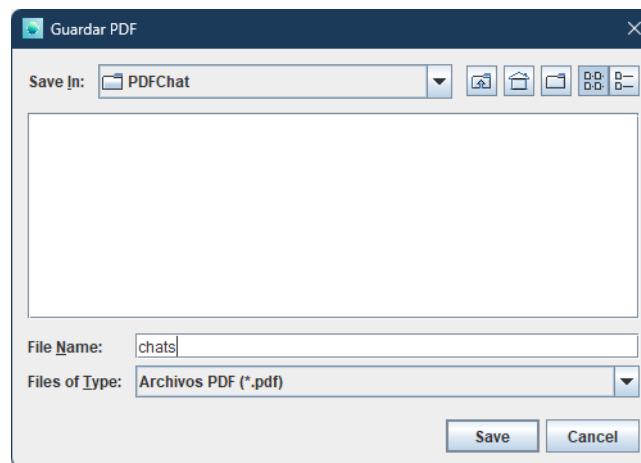 Guardar PDF
Save In: PDFChat
File Name: chats
Files of Type: Archivos PDF (*.pdf)
Save Cancel